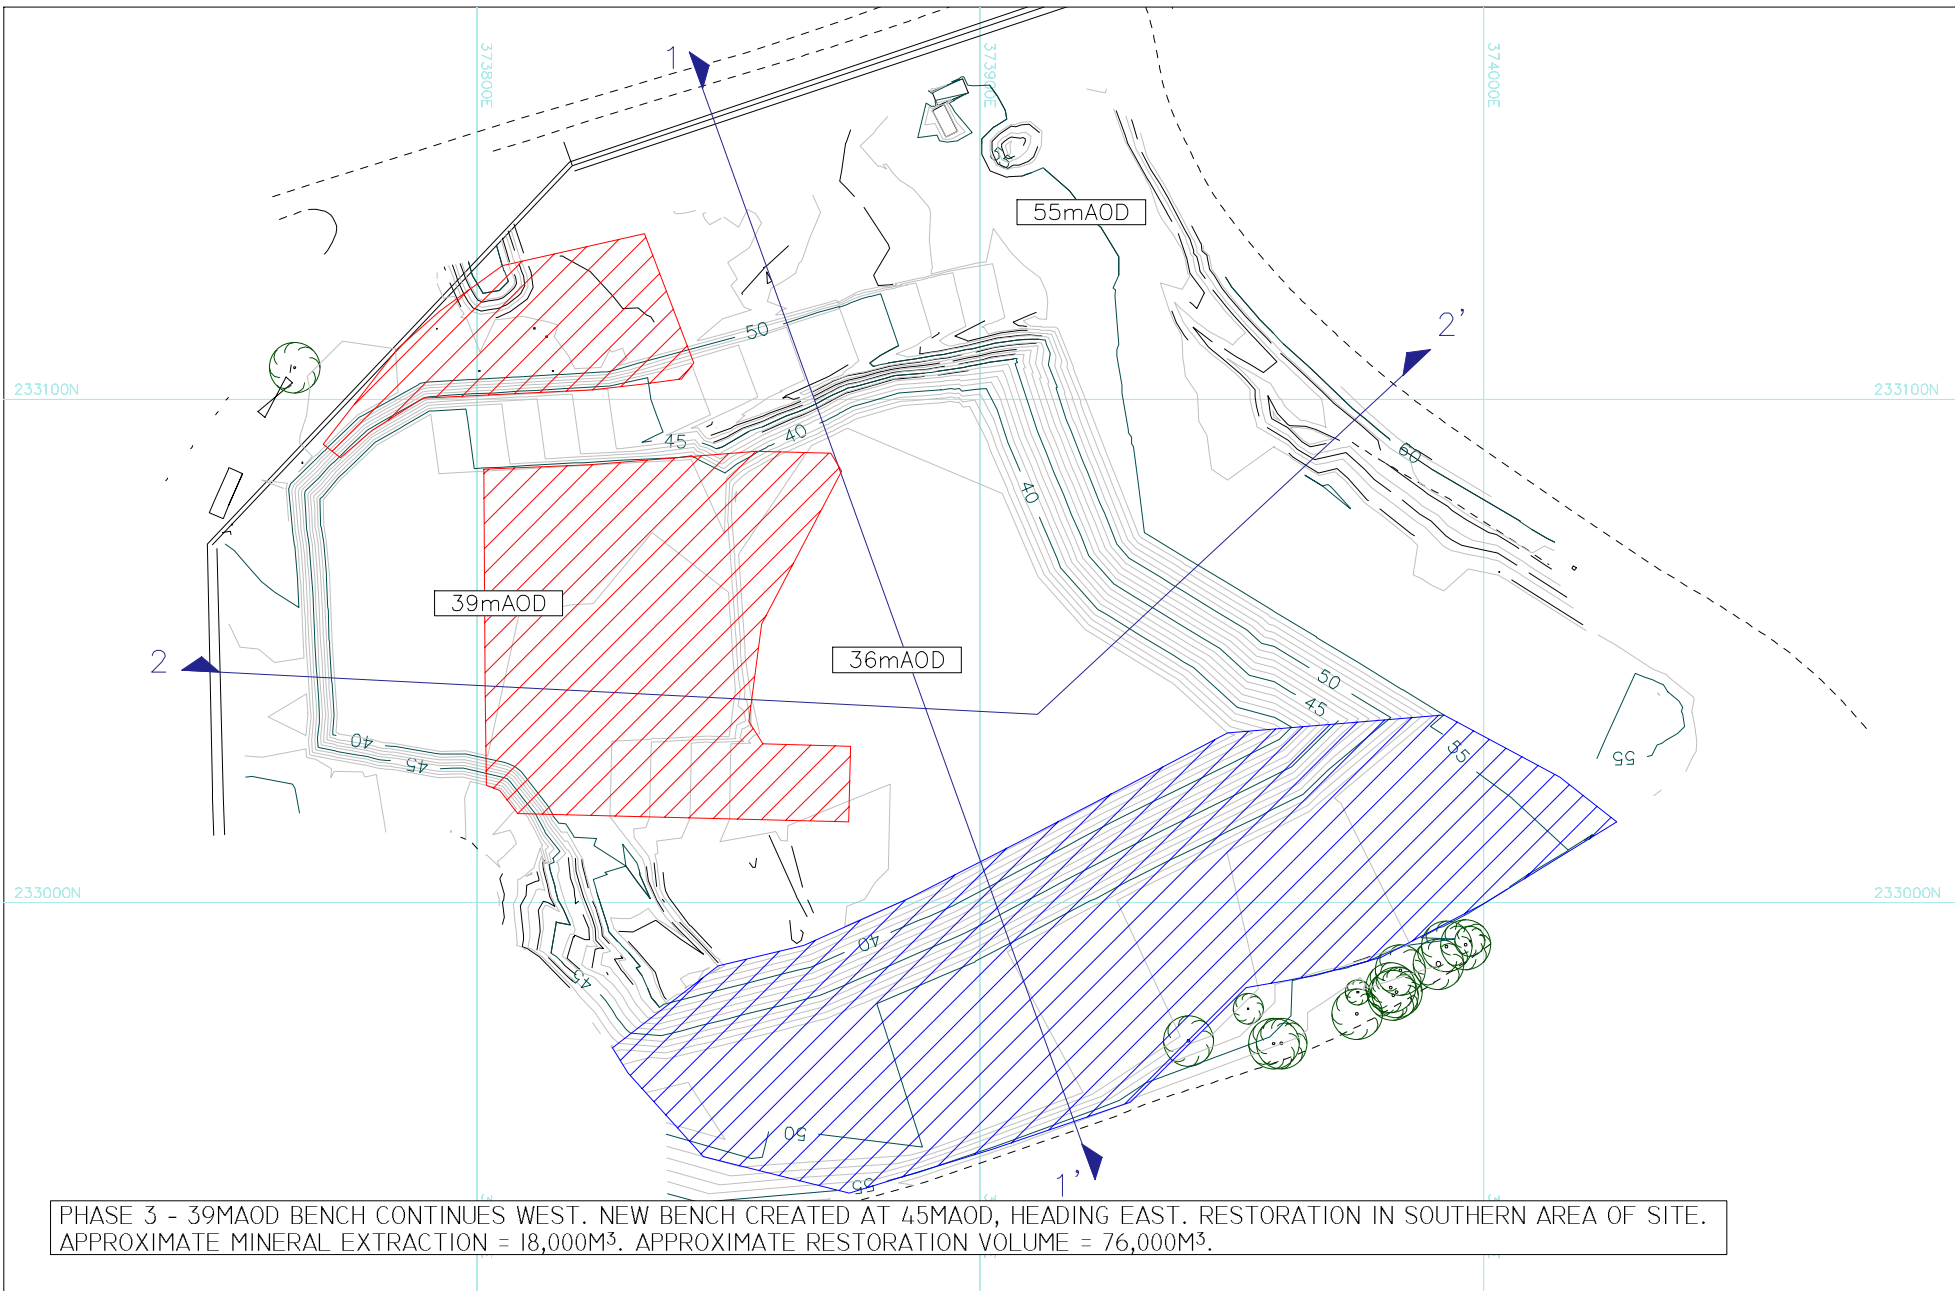 373800E
373900E
374000E
1
55mAOD
2'
50
233100N
233100N
45
40
60
40
39mAOD
36mAOD
2
50
45
40
45
55
55
233000N
233000N
40
45
50
55
1'
PHASE 3 - 39MAOD BENCH CONTINUES WEST. NEW BENCH CREATED AT 45MAOD, HEADING EAST. RESTORATION IN SOUTHERN AREA OF SITE.
APPROXIMATE MINERAL EXTRACTION = 18,000M³. APPROXIMATE RESTORATION VOLUME = 76,000M³.